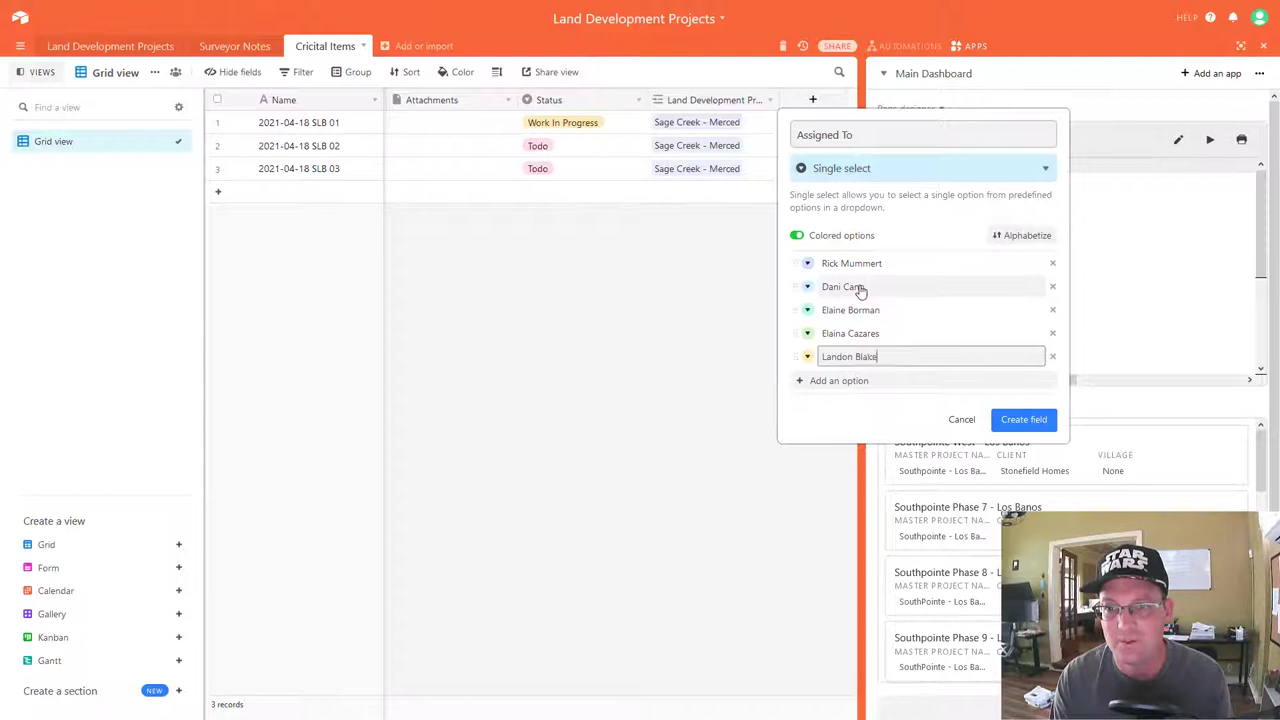 Land Development Projects
HELP
Land Development Projects
Surveyor Notes
Cricital Items
Add or import
SHARE
AUTOMATIONS
APPS
VIEWS
Grid view
Hide fields
Filter
Group
Sort
Color
Share view
Main Dashboard
Add an app
Find a view
Grid view
Name
Attachments
Status
Land Development Pr...
1 2021-04-18 SLB 01 Work In Progress Sage Creek - Merced
2 2021-04-18 SLB 02 Todo Sage Creek - Merced
3 2021-04-18 SLB 03 Todo Sage Creek - Merced
Assigned To
Single select
Single select allows you to select a single option from predefined
options in a dropdown.
Colored options
Alphabetize
Rick Mummert
Dani
Elaine Borman
Elaina Cazares
Landon Blake
Add an option
Cancel
Create field
Southpointe West - Los Banos
MASTER PROJECT NA... CLIENT VILLAGE
Southpointe - Los Ba... Stonefield Homes None
Southpointe Phase 7 - Los Banos
MASTER PROJECT NA...
Southpointe - Los Ba...
Southpointe Phase 8 - L
MASTER PROJECT NA...
SouthPointe - Los Ba...
Southpointe Phase 9 - L
MASTER PROJECT NA...
SouthPointe - Los Ba...
Create a view
Grid
Form
Calendar
Gallery
Kanban
Gantt
Create a section
NEW
3 records
STAR
WARS